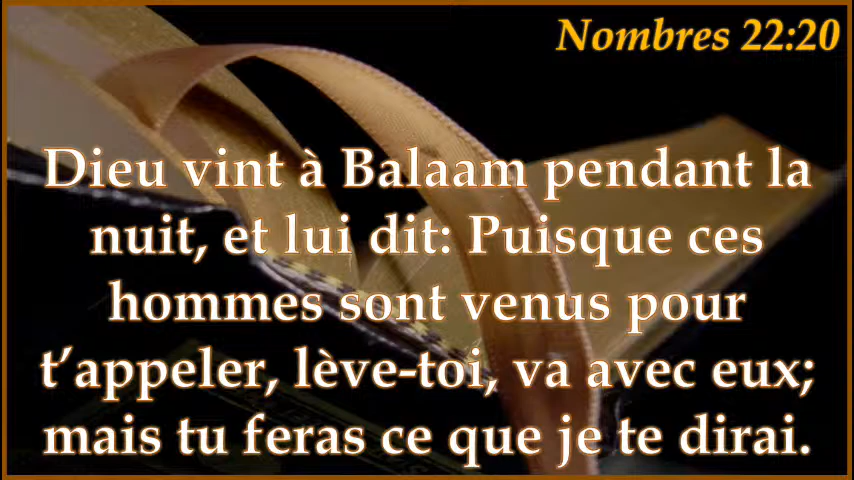 Nombres 22:20
Dieu vint à Balaam pendant la
nuit, et lui dit: Puisque ces
hommes sont venus pour
t’appeler, lève-toi, va avec eux;
mais tu feras ce que je te dirai.